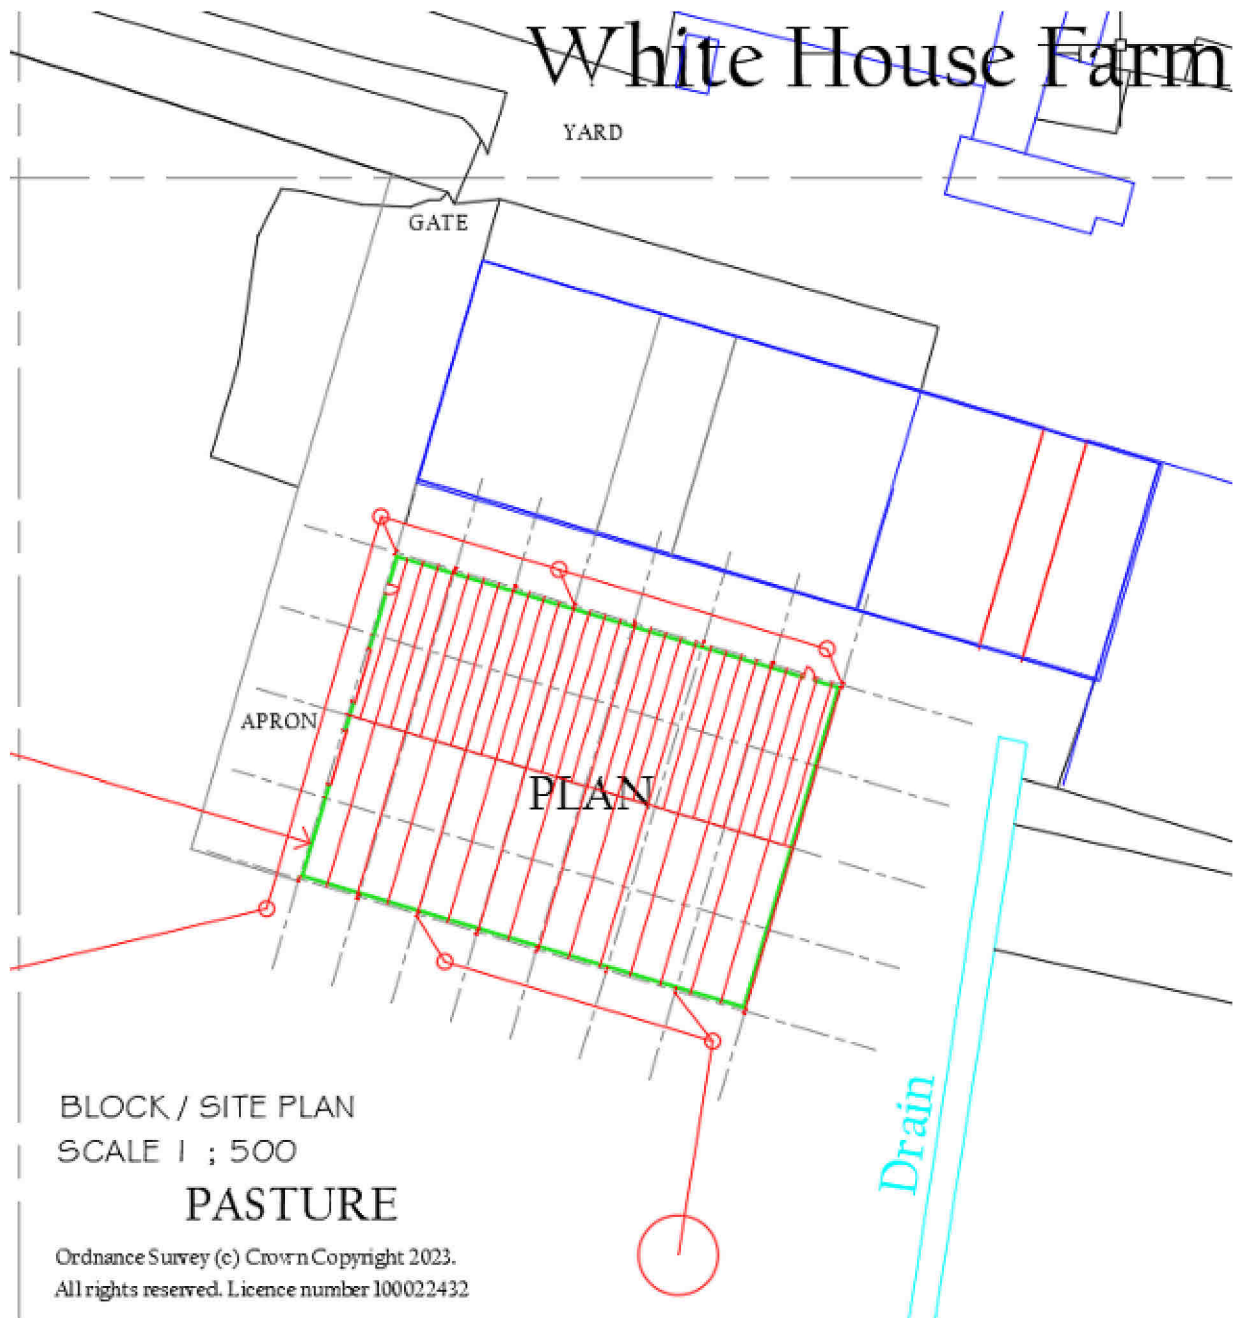 White House Farm
YARD
GATE
APRON
PLAN
Drain
BLOCK / SITE PLAN
SCALE 1 : 500
PASTURE
Ordnance Survey (c) Crown Copyright 2023.
All rights reserved. Licence number 100022432